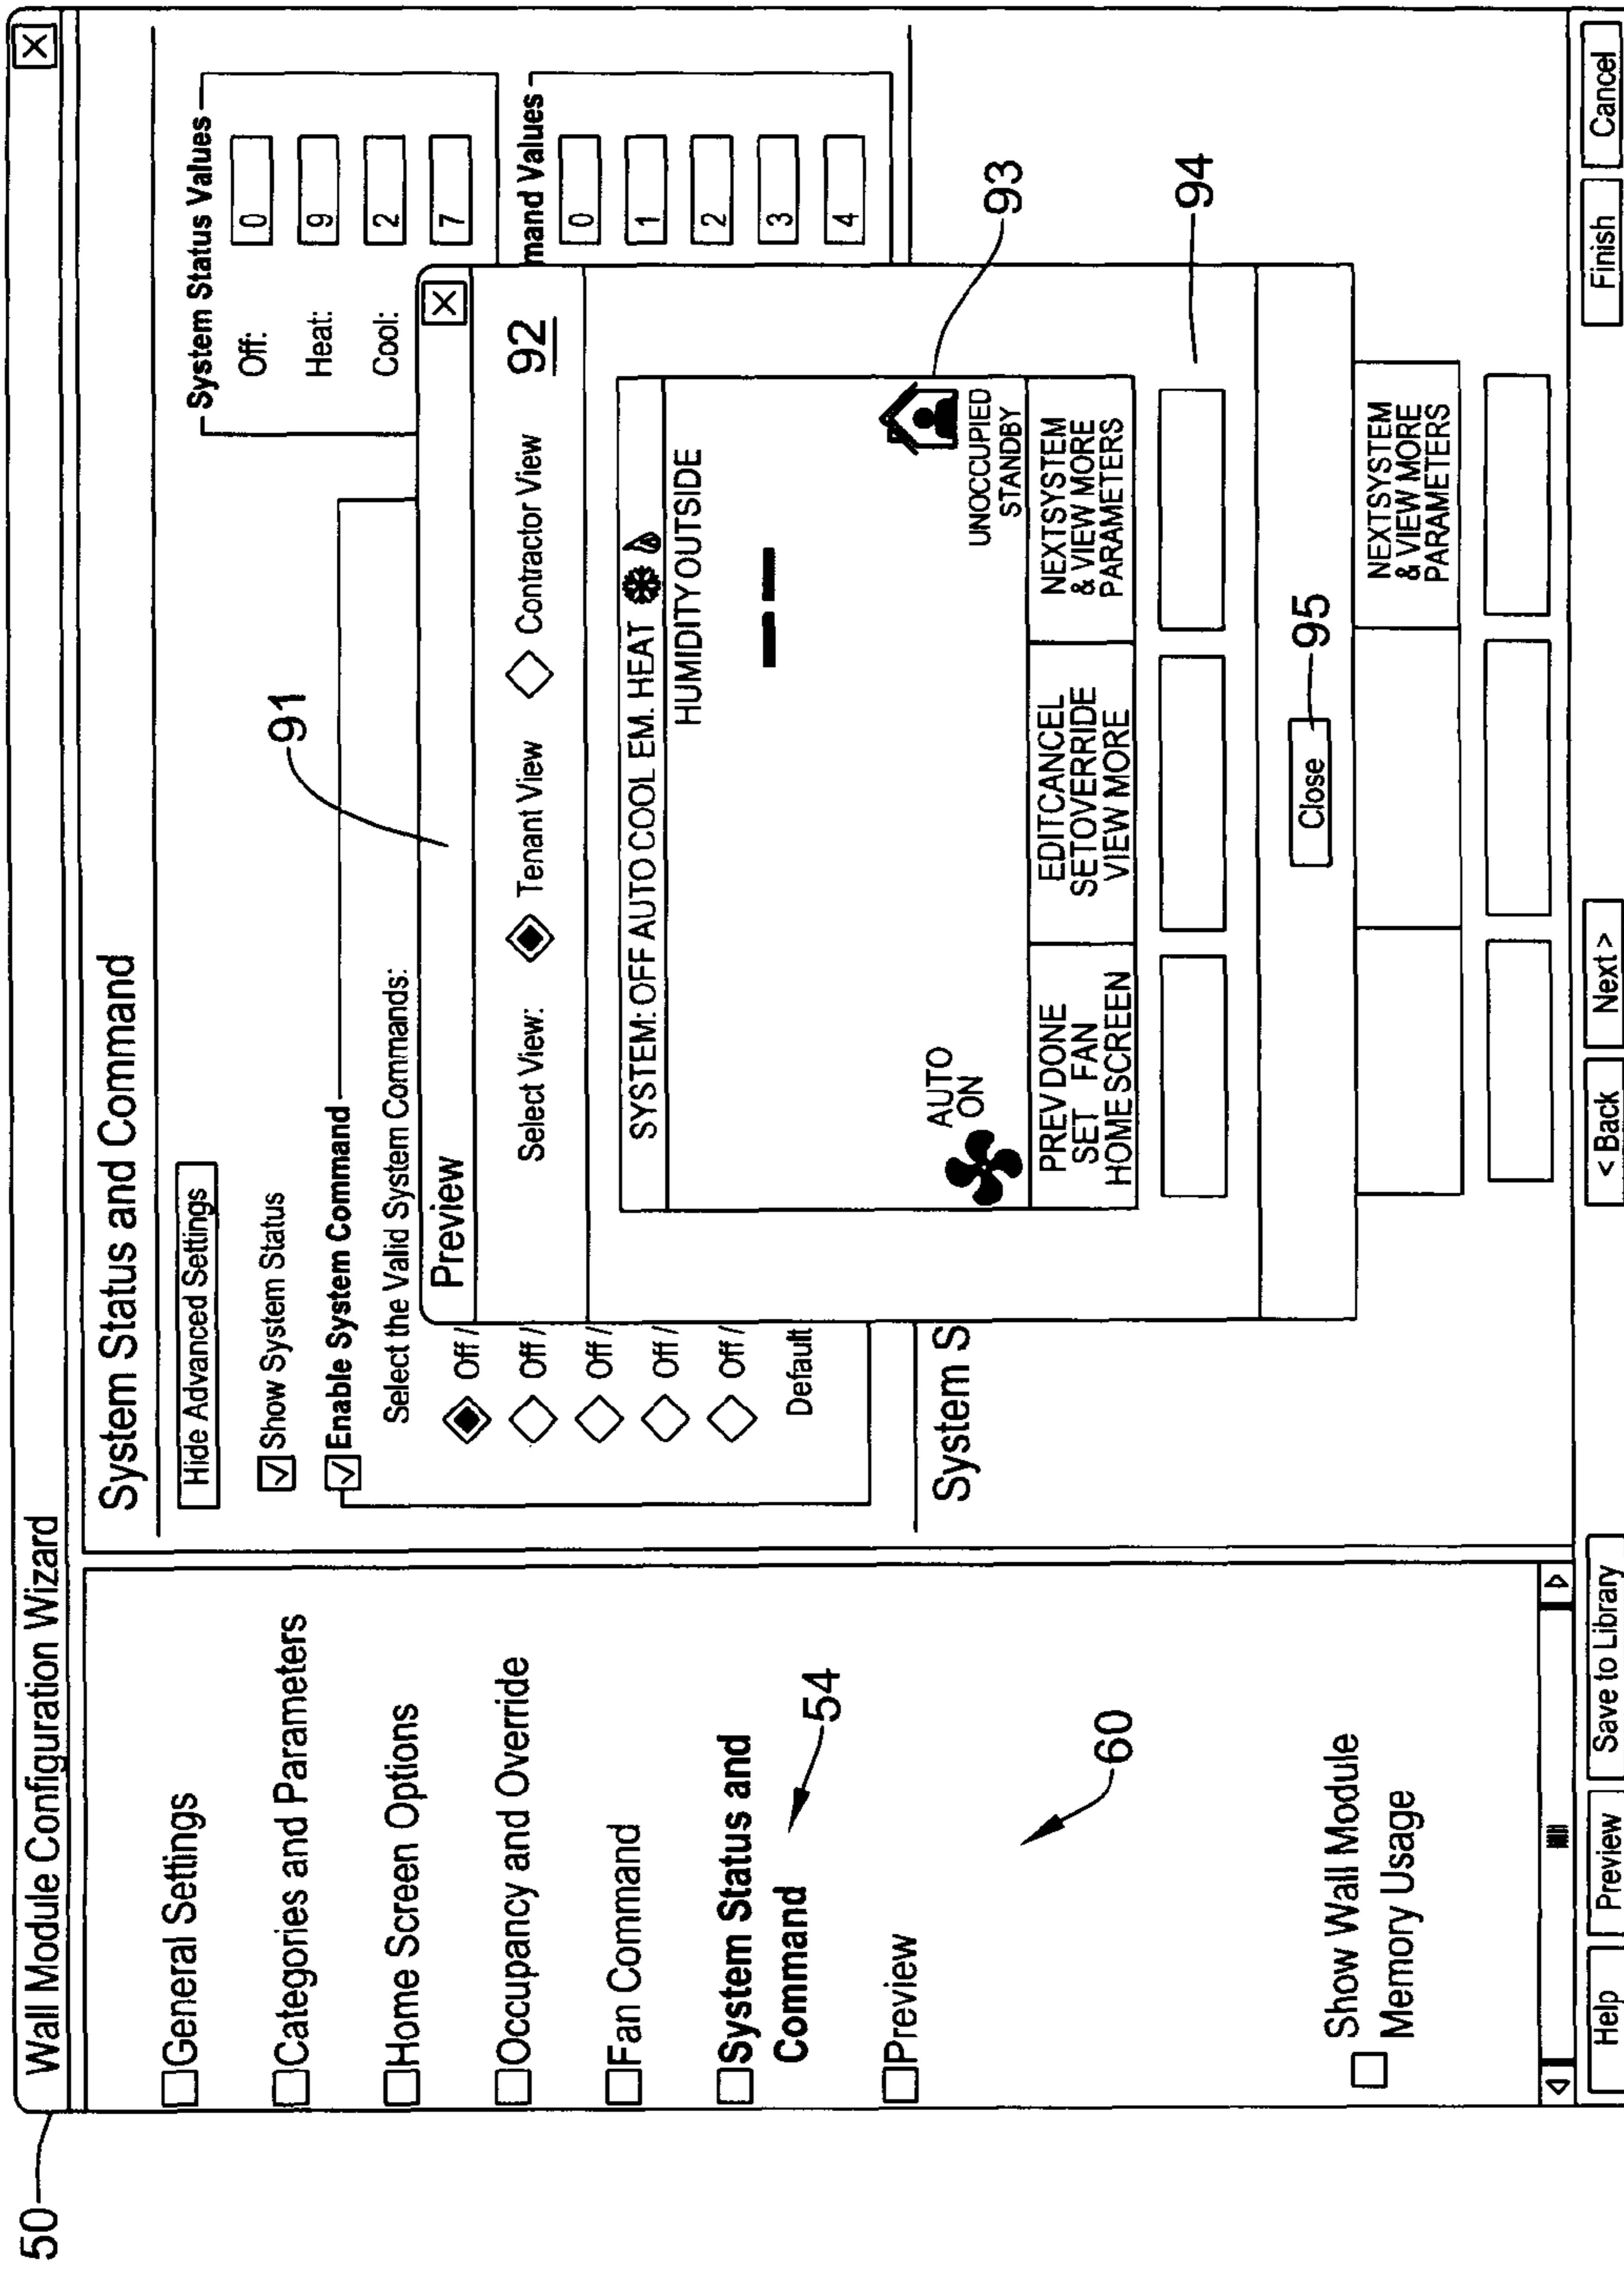 50
Wall Module Configuration Wizard
X
General Settings
Categories and Parameters
Home Screen Options
Occupancy and Override
Fan Command
System Status and
Command
54
Preview
60
Show Wall Module
Memory Usage
System Status and Command
Hide Advanced Settings
Show System Status
Enable System Command
Select the Valid System Commands:
Off /
Off /
Off /
Off /
Off /
Default
System S
System Status Values
Off: 0
Heat: 9
Cool: 2
7
mand Values
0
1
2
3
4
91
Preview
X
Select View: Tenant View Contractor View 92
SYSTEM: OFF AUTO COOL EM. HEAT
HUMIDITY OUTSIDE
-- 
AUTO
ON
UNOCCUPIED
STANDBY
93
PREV DONE
SET FAN
HOME SCREEN
EDITCANCEL
SETOVERRIDE
VIEW MORE
NEXTSYSTEM
& VIEW MORE
PARAMETERS
94
Close
95
NEXTSYSTEM
& VIEW MORE
PARAMETERS
Help Preview Save to Library < Back Next > Finish Cancel